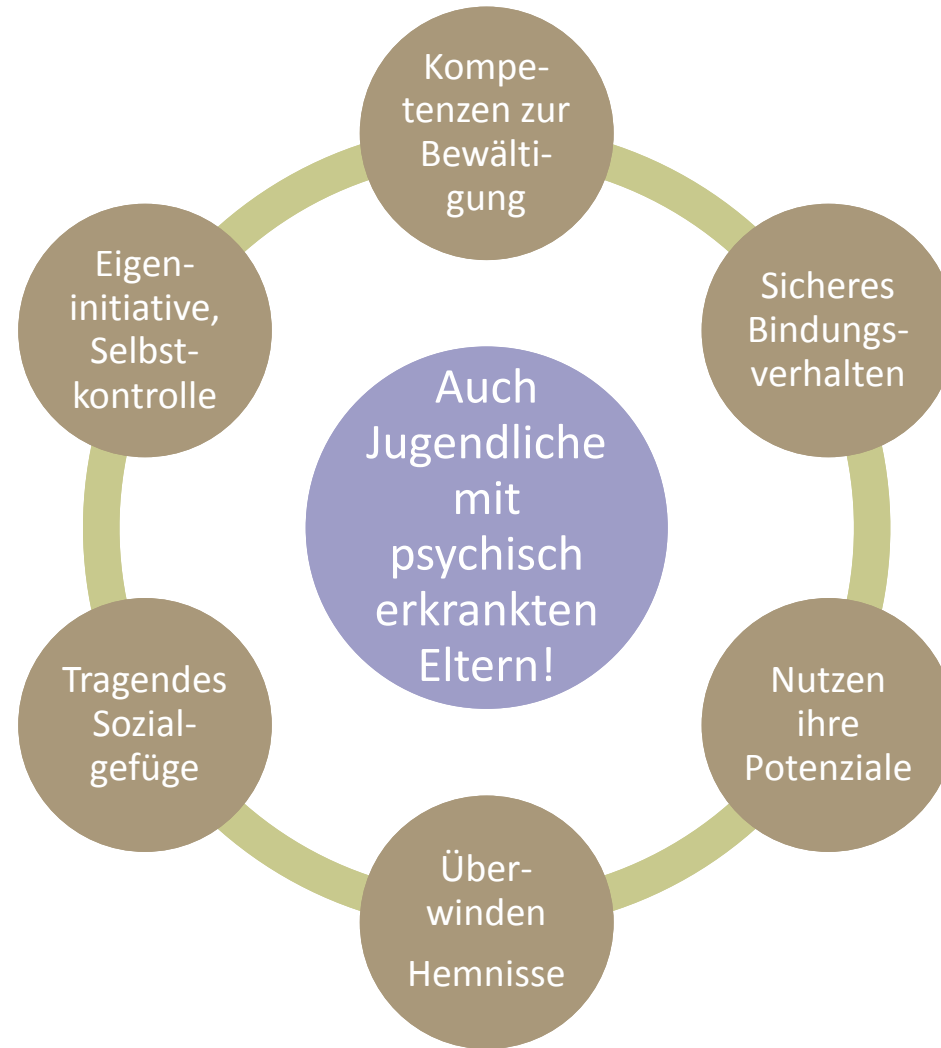 Kompe-
tenzen zur
Bewälti-
gung
Sicheres
Bindungs-
verhalten
Nutzen
ihre
Potenziale
Über-
winden
Hemnisse
Tragendes
Sozial-
gefüge
Eigen-
initiative,
Selbst-
kontrolle
Auch
Jugendliche
mit
psychisch
erkrankten
Eltern!